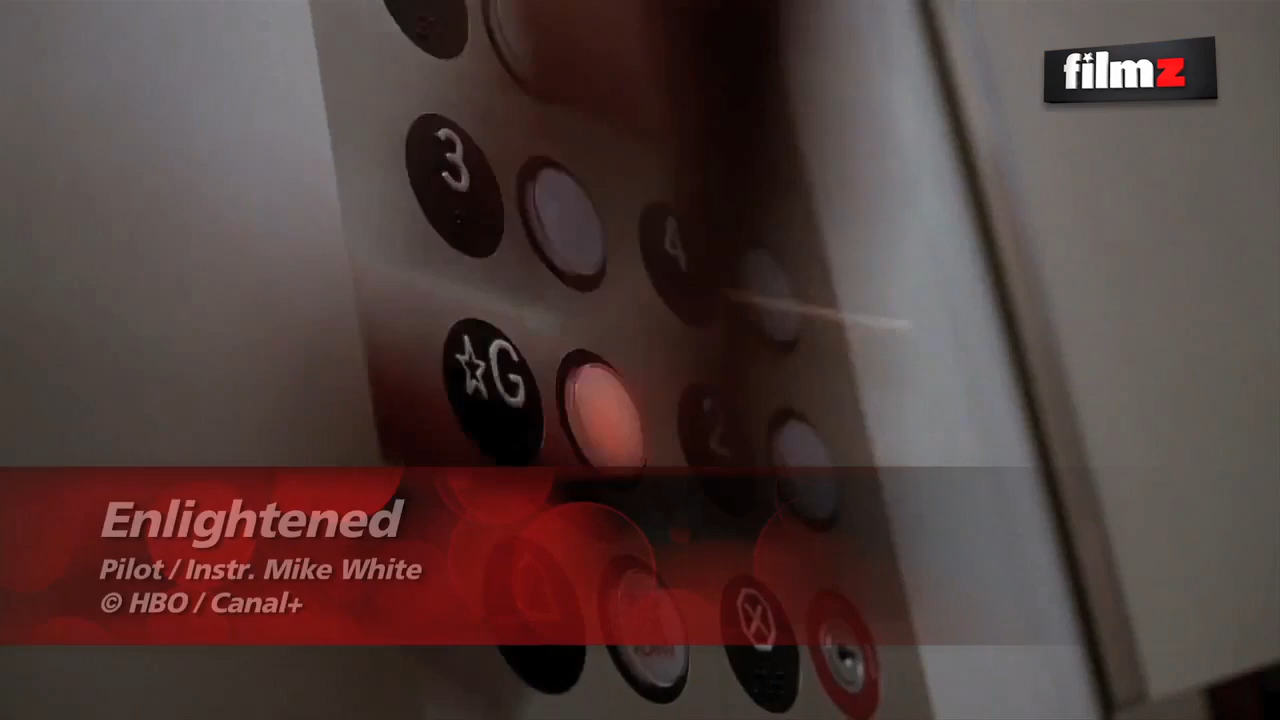 filmz
3
4
☆G
2
X
Enlightened
Pilot / Instr. Mike White
© HBO / Canal+